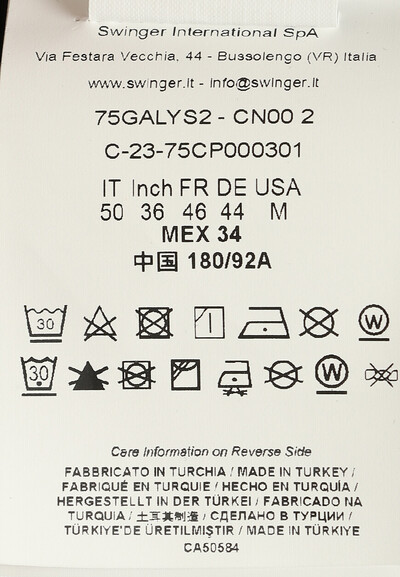 Swinger International SpA
Via Festara Vecchia, 44 - Bussolengo (VR) Italia
www.swinger.it - info@swinger.it
75GALYS2 - CN00 2
C-23-75CP000301
IT Inch FR DE USA
50 36 46 44 M
MEX 34
中国 180/92A
30 W
30 W
Care Information on Reverse Side
FABBRICATO IN TURCHIA / MADE IN TURKEY /
FABRIQUÉ EN TURQUIE / HECHO EN TURQUÍA /
HERGESTELLT IN DER TÜRKEI / FABRICADO NA
TURQUIA / 土耳其制造 / СДЕЛАНО В ТУРЦИИ /
TÜRKİYE'DE ÜRETİLMİŞTİR / MADE IN TÜRKİYE
CA50584